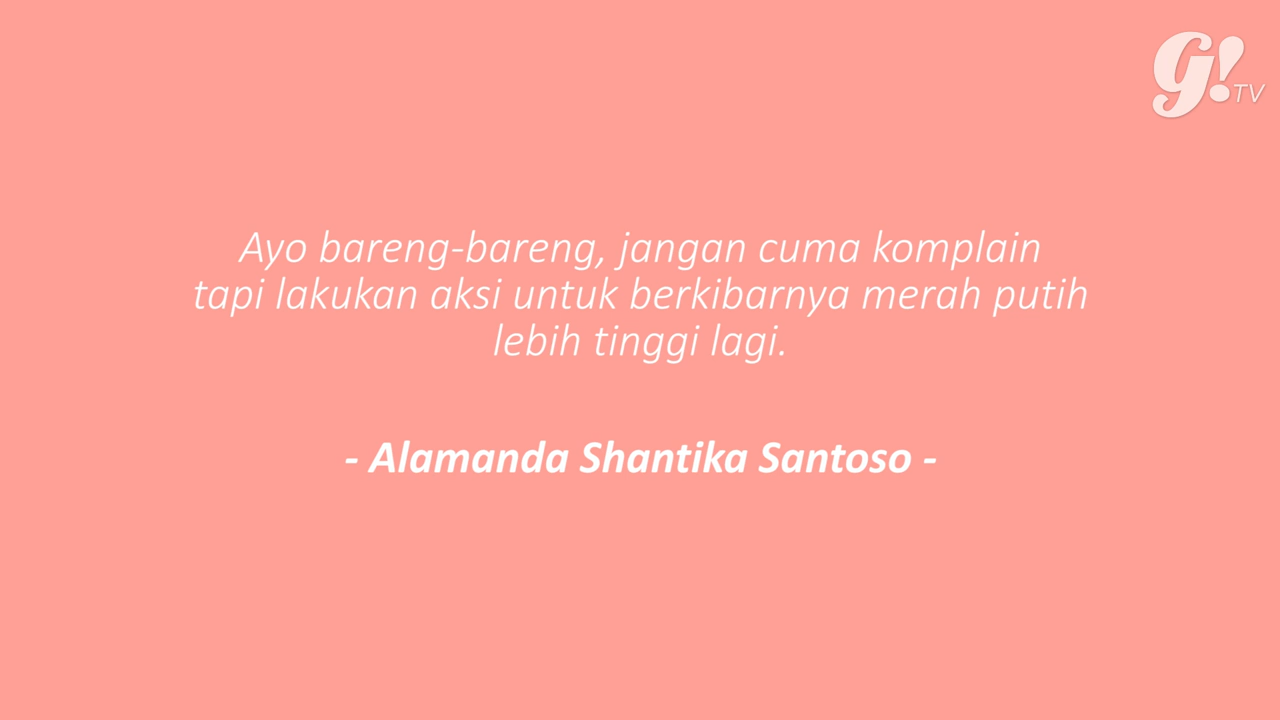 G! TV
Ayo bareng-bareng, jangan cuma komplain
tapi lakukan aksi untuk berkibarnya merah putih
lebih tinggi lagi.
- Alamanda Shantika Santoso -